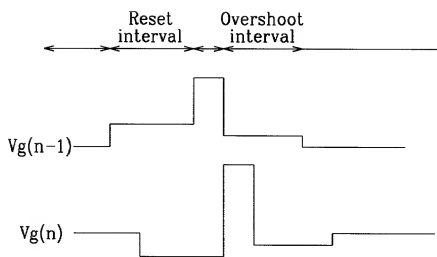 Reset
interval
Overshoot
interval
Vg(n-1)
Vg(n)